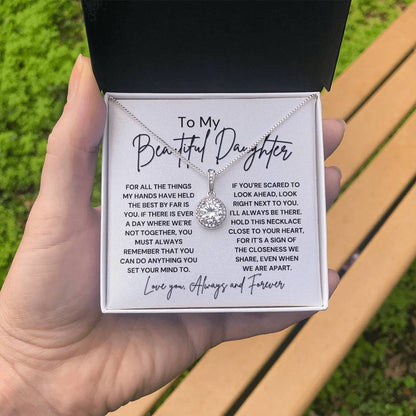 To My
Beautiful Daughter
FOR ALL THE THINGS
MY HANDS HAVE HELD
THE BEST BY FAR IS
YOU. IF THERE IS EVER
A DAY WHERE WE'RE
NOT TOGETHER, YOU
MUST ALWAYS
REMEMBER THAT YOU
CAN DO ANYTHING YOU
SET YOUR MIND TO.
IF YOU'RE SCARED TO
LOOK AHEAD, LOOK
RIGHT NEXT TO YOU.
I'LL ALWAYS BE THERE.
HOLD THIS NECKLACE
CLOSE TO YOUR HEART,
FOR IT'S A SIGN OF
THE CLOSENESS WE
SHARE, EVEN WHEN
WE ARE APART.
Love you, Always and Forever